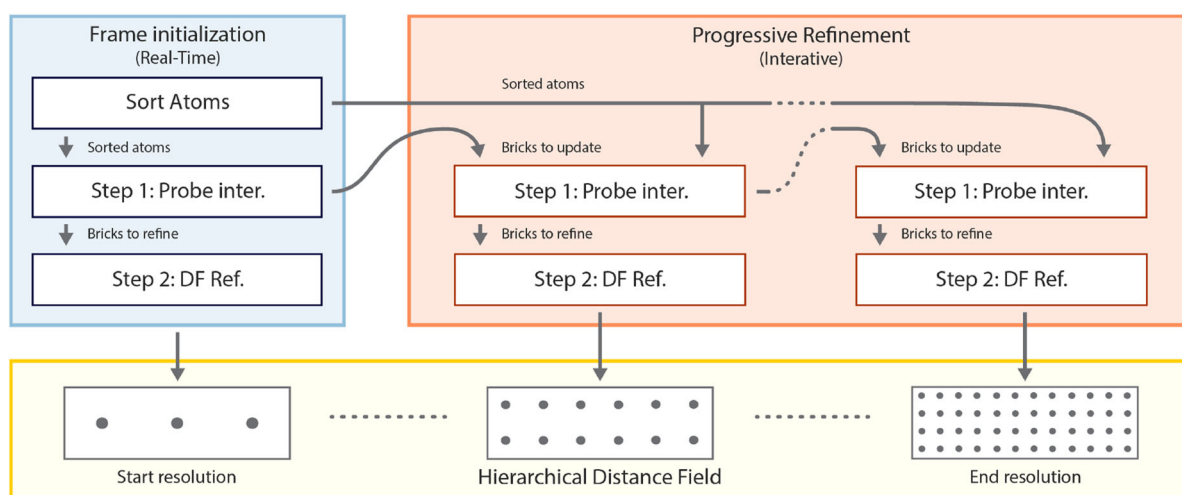 Frame initialization
(Real-Time)
Sort Atoms
Sorted atoms
Step 1: Probe inter.
Bricks to refine
Step 2: DF Ref.
Progressive Refinement
(Interative)
Sorted atoms
Bricks to update
Step 1: Probe inter.
Bricks to refine
Step 2: DF Ref.
Bricks to update
Step 1: Probe inter.
Bricks to refine
Step 2: DF Ref.
Start resolution
Hierarchical Distance Field
End resolution